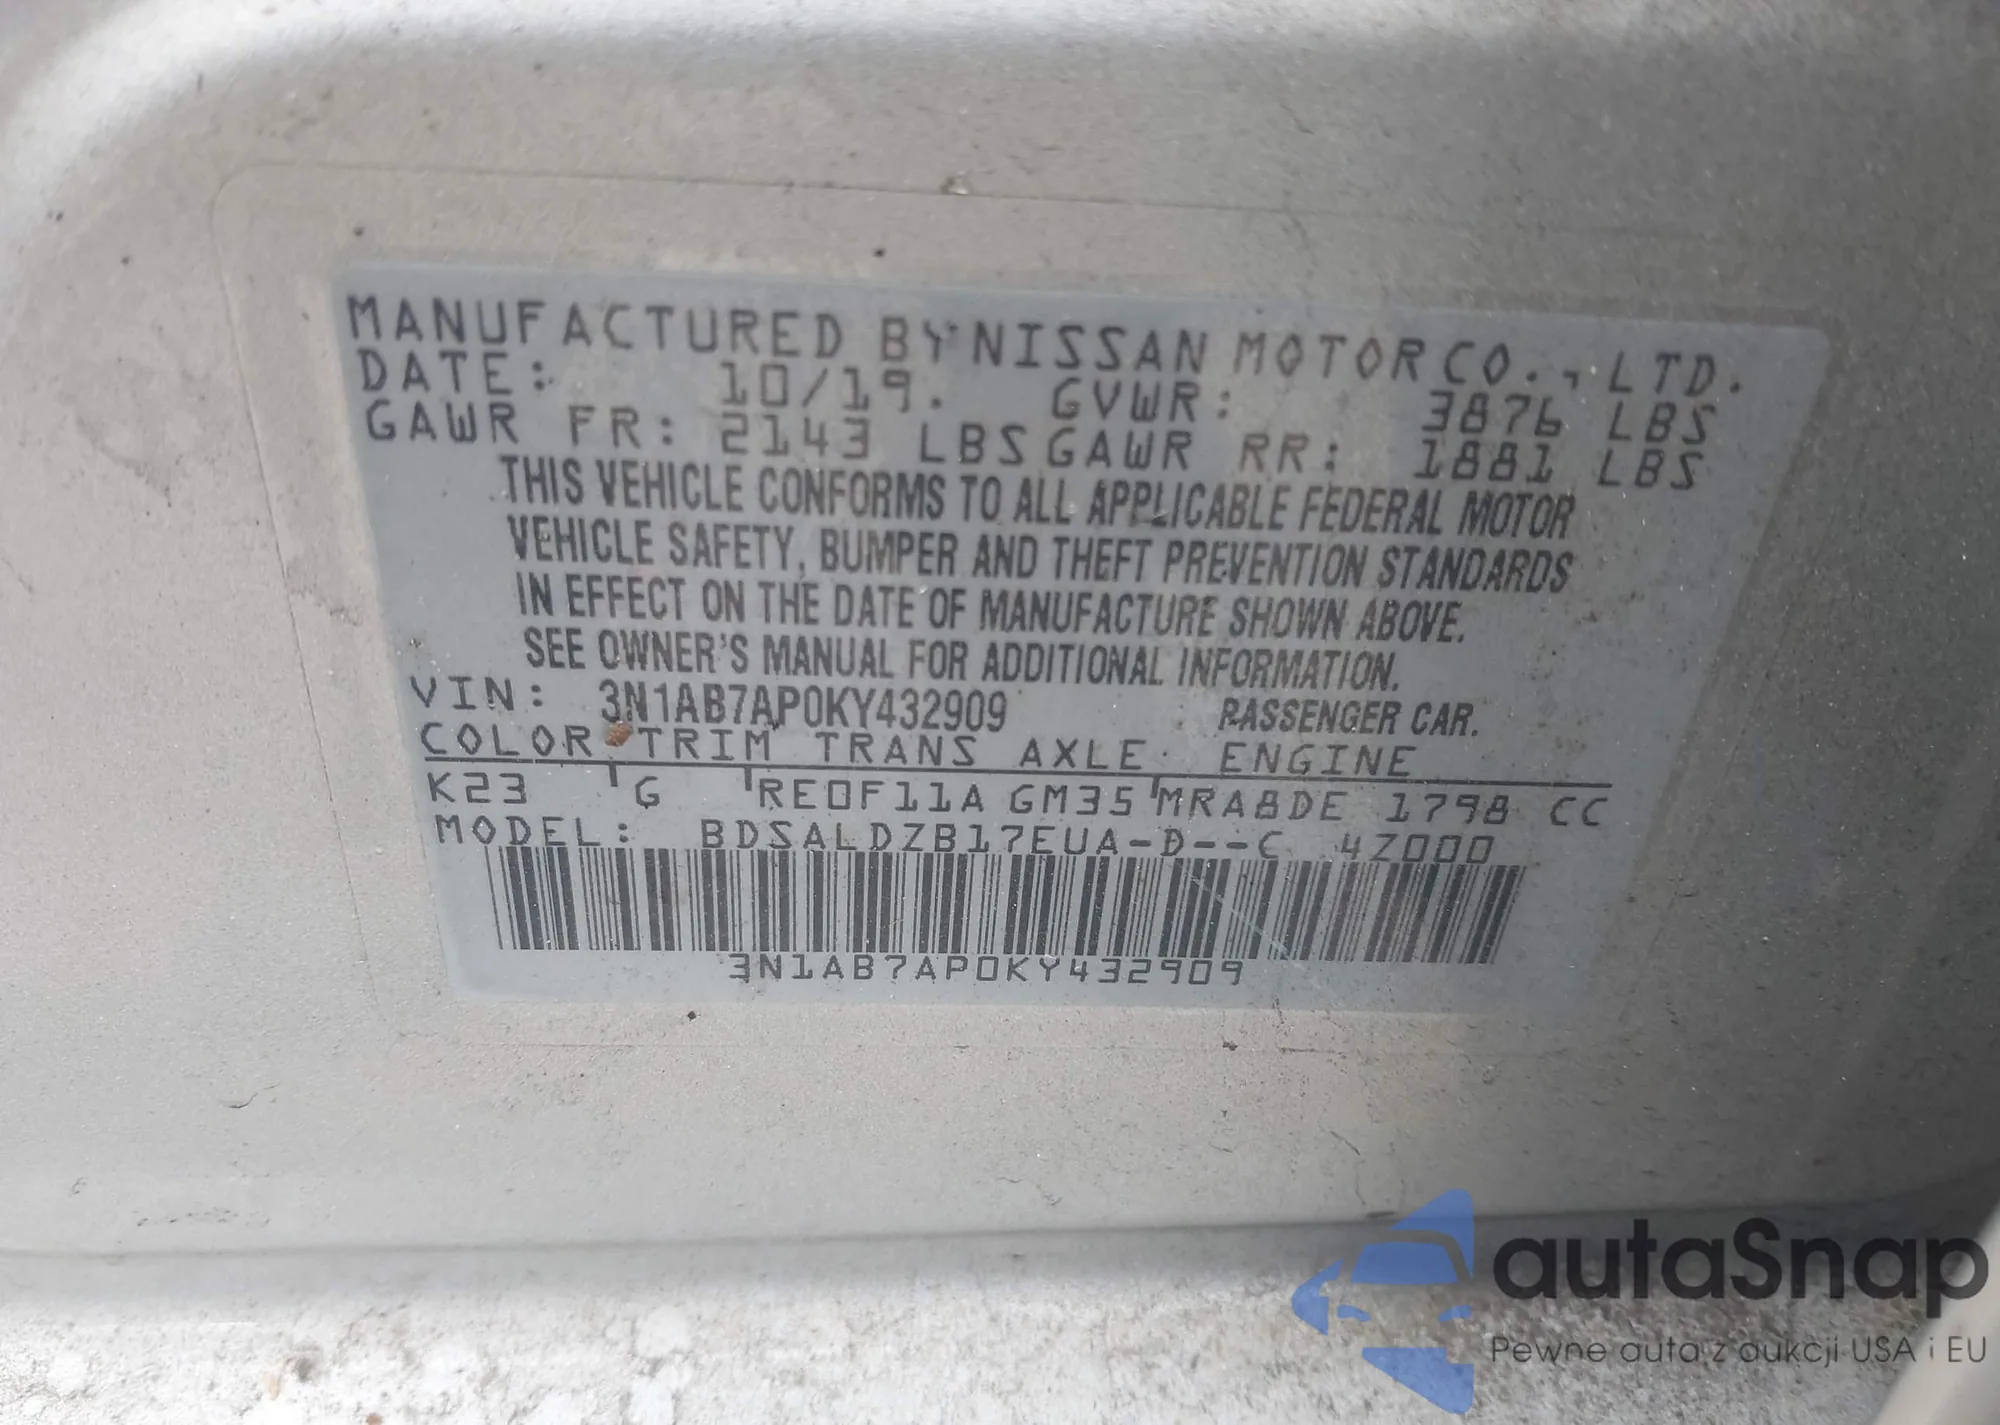 MANUFACTURED BY NISSAN MOTOR CO., LTD.
DATE: 10/19. GVWR: 3876 LBS
GAWR FR: 2143 LBS GAWR RR: 1881 LBS
THIS VEHICLE CONFORMS TO ALL APPLICABLE FEDERAL MOTOR
VEHICLE SAFETY, BUMPER AND THEFT PREVENTION STANDARDS
IN EFFECT ON THE DATE OF MANUFACTURE SHOWN ABOVE.
SEE OWNER'S MANUAL FOR ADDITIONAL INFORMATION.
VIN: 3N1AB7AP0KY432909 PASSENGER CAR.
COLOR TRIM TRANS AXLE ENGINE
K23 G RE0F11A GM35 MRA8DE 1798 CC
MODEL: BDSALDZB17EUA-D--C 4Z000
3N1AB7AP0KY432909
autaSnap
Pewne auta z aukcji USA i EU